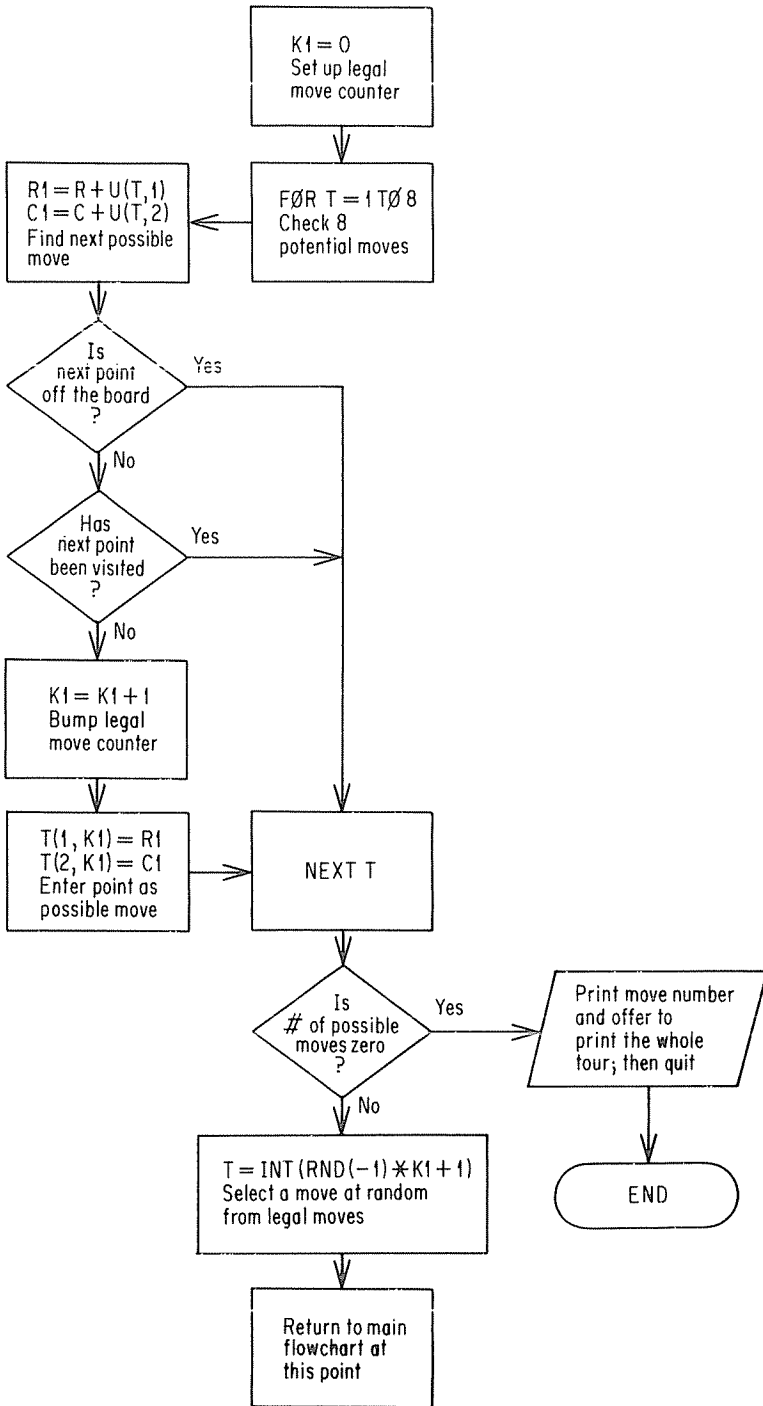 K1 = 0
Set up legal
move counter
FØR T = 1 TØ 8
Check 8
potential moves
R1 = R + U(T,1)
C1 = C + U(T,2)
Find next possible
move
Is
next point
off the board
?
Yes
No
Has
next point
been visited
?
Yes
No
K1 = K1 + 1
Bump legal
move counter
T(1, K1) = R1
T(2, K1) = C1
Enter point as
possible move
NEXT T
Is
# of possible
moves zero
?
Yes
Print move number
and offer to
print the whole
tour; then quit
END
No
T = INT (RND(-1) * K1 + 1)
Select a move at random
from legal moves
Return to main
flowchart at
this point